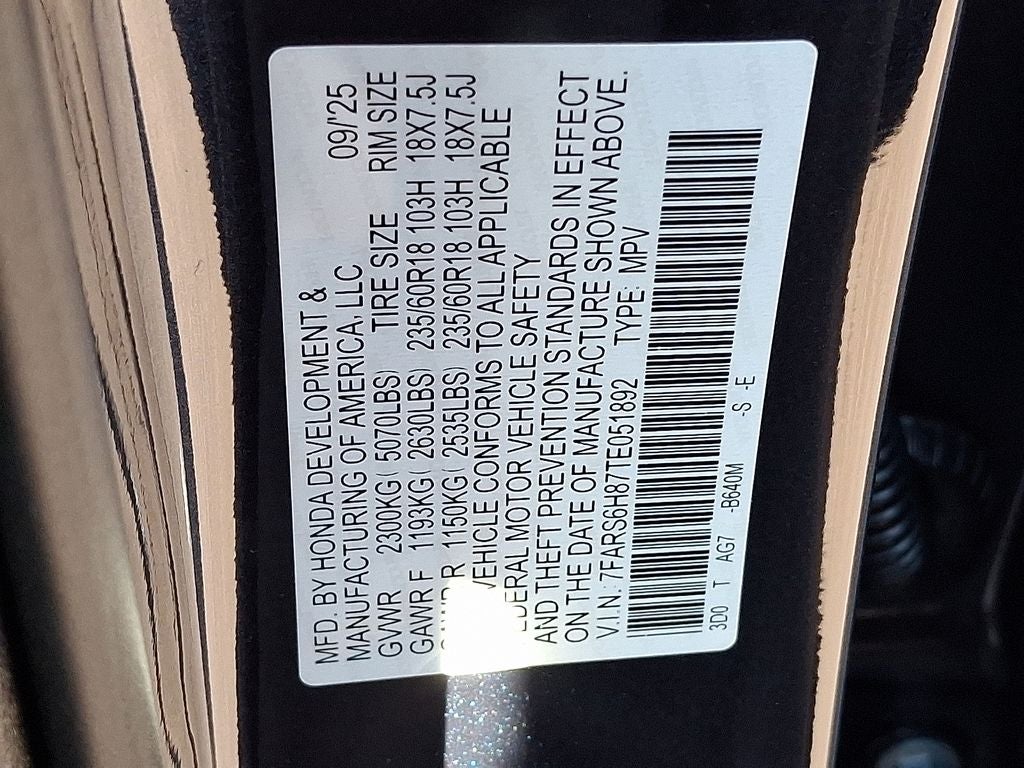 MFD. BY HONDA DEVELOPMENT &
MANUFACTURING OF AMERICA, LLC 09/'25
GVWR 2300KG( 5070LBS) TIRE SIZE RIM SIZE
GAWR F 1193KG( 2630LBS) 235/60R18 103H 18X7.5J
R 1150KG( 2535LBS) 235/60R18 103H 18X7.5J
VEHICLE CONFORMS TO ALL APPLICABLE
FEDERAL MOTOR VEHICLE SAFETY
AND THEFT PREVENTION STANDARDS IN EFFECT
ON THE DATE OF MANUFACTURE SHOWN ABOVE.
V.I.N.: 7FARS6H87TE051892 TYPE: MPV
3D0 T AG7 -B640M -S -E